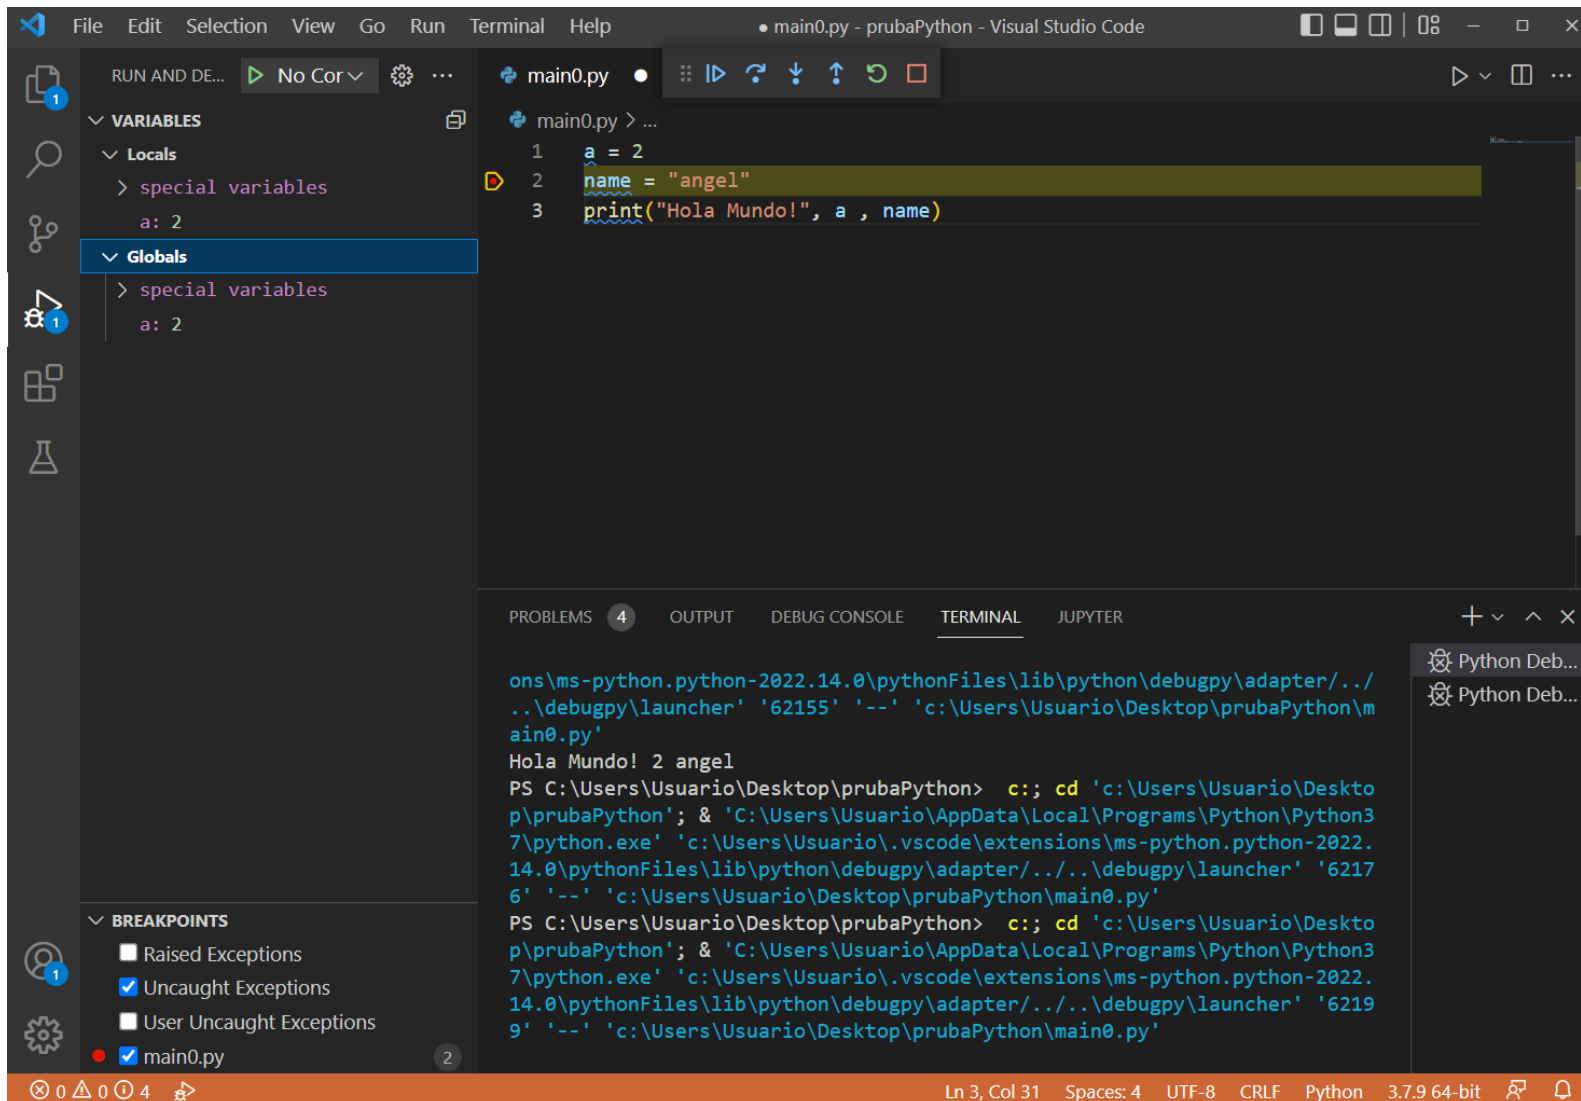 File Edit Selection View Go Run Terminal Help ● main0.py - prubaPython - Visual Studio Code
RUN AND DE... No Cor ... main0.py ●
1
VARIABLES
main0.py > ...
Locals
1 a = 2
special variables
2 name = "angel"
a: 2
3 print("Hola Mundo!", a , name)
Globals
special variables
a: 2
1
PROBLEMS 4 OUTPUT DEBUG CONSOLE TERMINAL JUPYTER
Python Deb...
Python Deb...
ons\ms-python.python-2022.14.0\pythonFiles\lib\python\debugpy\adapter/../
..\debugpy\launcher' '62155' '--' 'c:\Users\Usuario\Desktop\prubaPython\m
ain0.py'
Hola Mundo! 2 angel
PS C:\Users\Usuario\Desktop\prubaPython> c:; cd 'c:\Users\Usuario\Deskto
p\prubaPython'; & 'C:\Users\Usuario\AppData\Local\Programs\Python\Python3
7\python.exe' 'c:\Users\Usuario\.vscode\extensions\ms-python.python-2022.
14.0\pythonFiles\lib\python\debugpy\adapter/../..\debugpy\launcher' '6217
6' '--' 'c:\Users\Usuario\Desktop\prubaPython\main0.py'
PS C:\Users\Usuario\Desktop\prubaPython> c:; cd 'c:\Users\Usuario\Deskto
p\prubaPython'; & 'C:\Users\Usuario\AppData\Local\Programs\Python\Python3
7\python.exe' 'c:\Users\Usuario\.vscode\extensions\ms-python.python-2022.
14.0\pythonFiles\lib\python\debugpy\adapter/../..\debugpy\launcher' '6219
9' '--' 'c:\Users\Usuario\Desktop\prubaPython\main0.py'
BREAKPOINTS
Raised Exceptions
Uncaught Exceptions
User Uncaught Exceptions
main0.py 2
1
0 0 4 Ln 3, Col 31 Spaces: 4 UTF-8 CRLF Python 3.7.9 64-bit